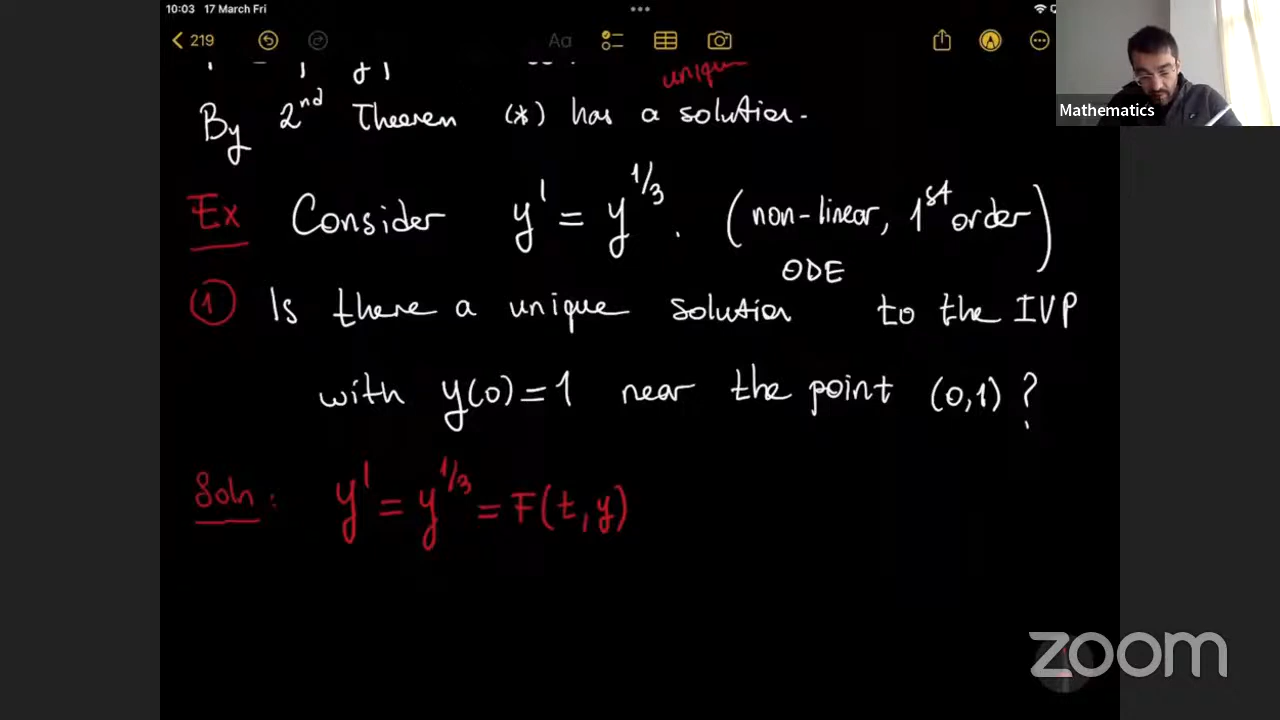 10:03 17 March Fri
219
Aa
Mathematics
unique
By 2nd Theorem (*) has a solution.
Ex Consider y' = y^1/3. (non-linear, 1st order)
ODE
① Is there a unique solution to the IVP
with y(0)=1 near the point (0,1)?
Soln: y' = y^1/3 = F(t,y)
zoom